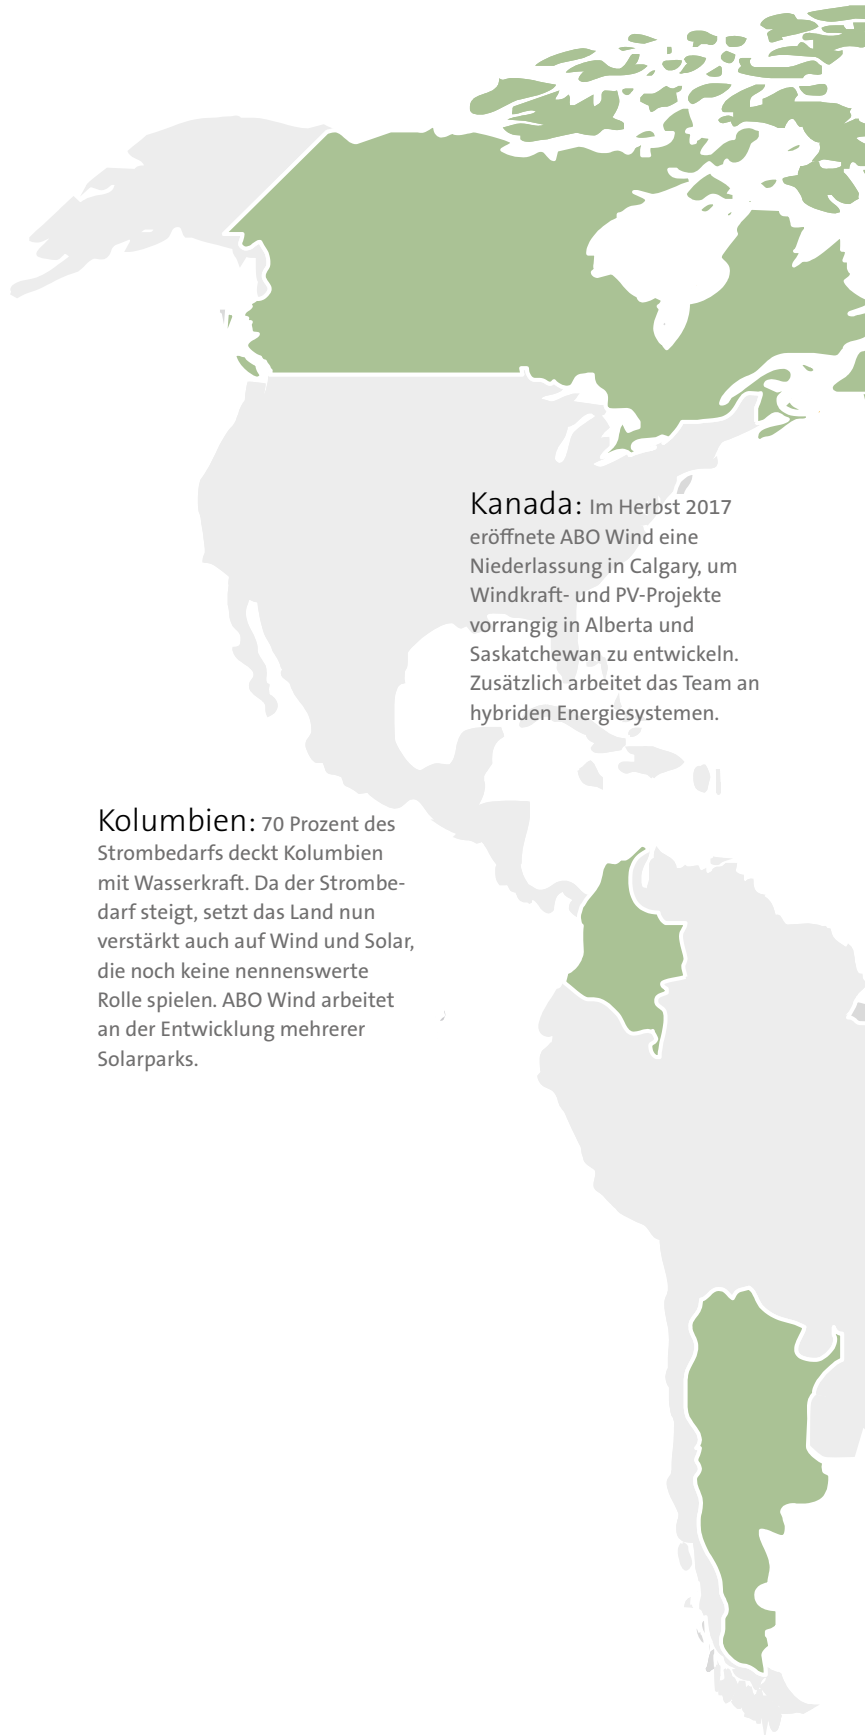 Kanada: Im Herbst 2017
eröffnete ABO Wind eine
Niederlassung in Calgary, um
Windkraft- und PV-Projekte
vorrangig in Alberta und
Saskatchewan zu entwickeln.
Zusätzlich arbeitet das Team an
hybriden Energiesystemen.
Kolumbien: 70 Prozent des
Strombedarfs deckt Kolumbien
mit Wasserkraft. Da der Strombe-
darf steigt, setzt das Land nun
verstärkt auch auf Wind und Solar,
die noch keine nennenswerte
Rolle spielen. ABO Wind arbeitet
an der Entwicklung mehrerer
Solarparks.